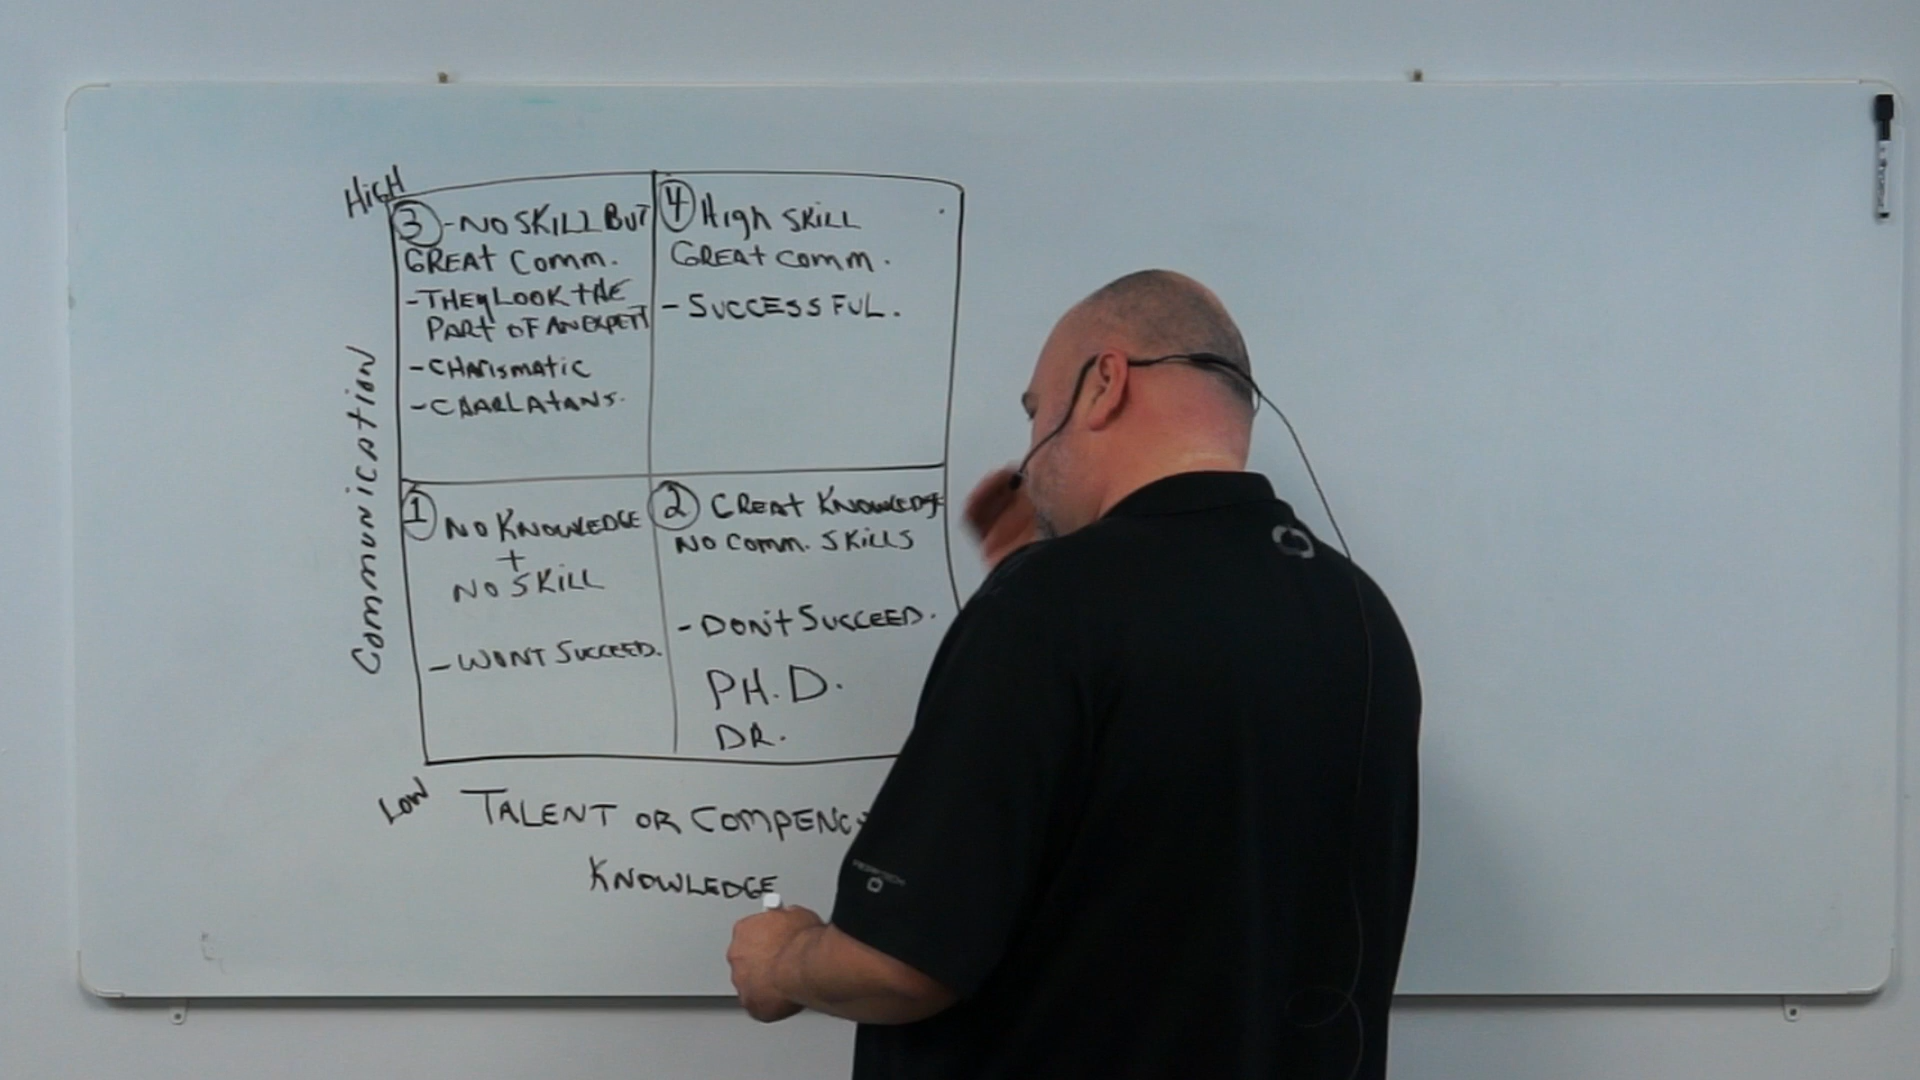 HiGH
3 - NO SKILL BUT
GREAT Comm.
- THEY LOOK THE
PART OF AN EXPERT
- CHARISMATIC
- CHARLATANS.
4 High SKILL
GREAT comm.
- SUCCESSFUL.
Communication
1 NO KNOWLEDGE
+
NO SKILL
- WONT SUCCEED.
2 GREAT KNOWLEDGE
NO COMM. SKILLS
- DON'T SUCCEED.
PH.D.
DR.
LOW
TALENT OR COMPENC
KNOWLEDGE